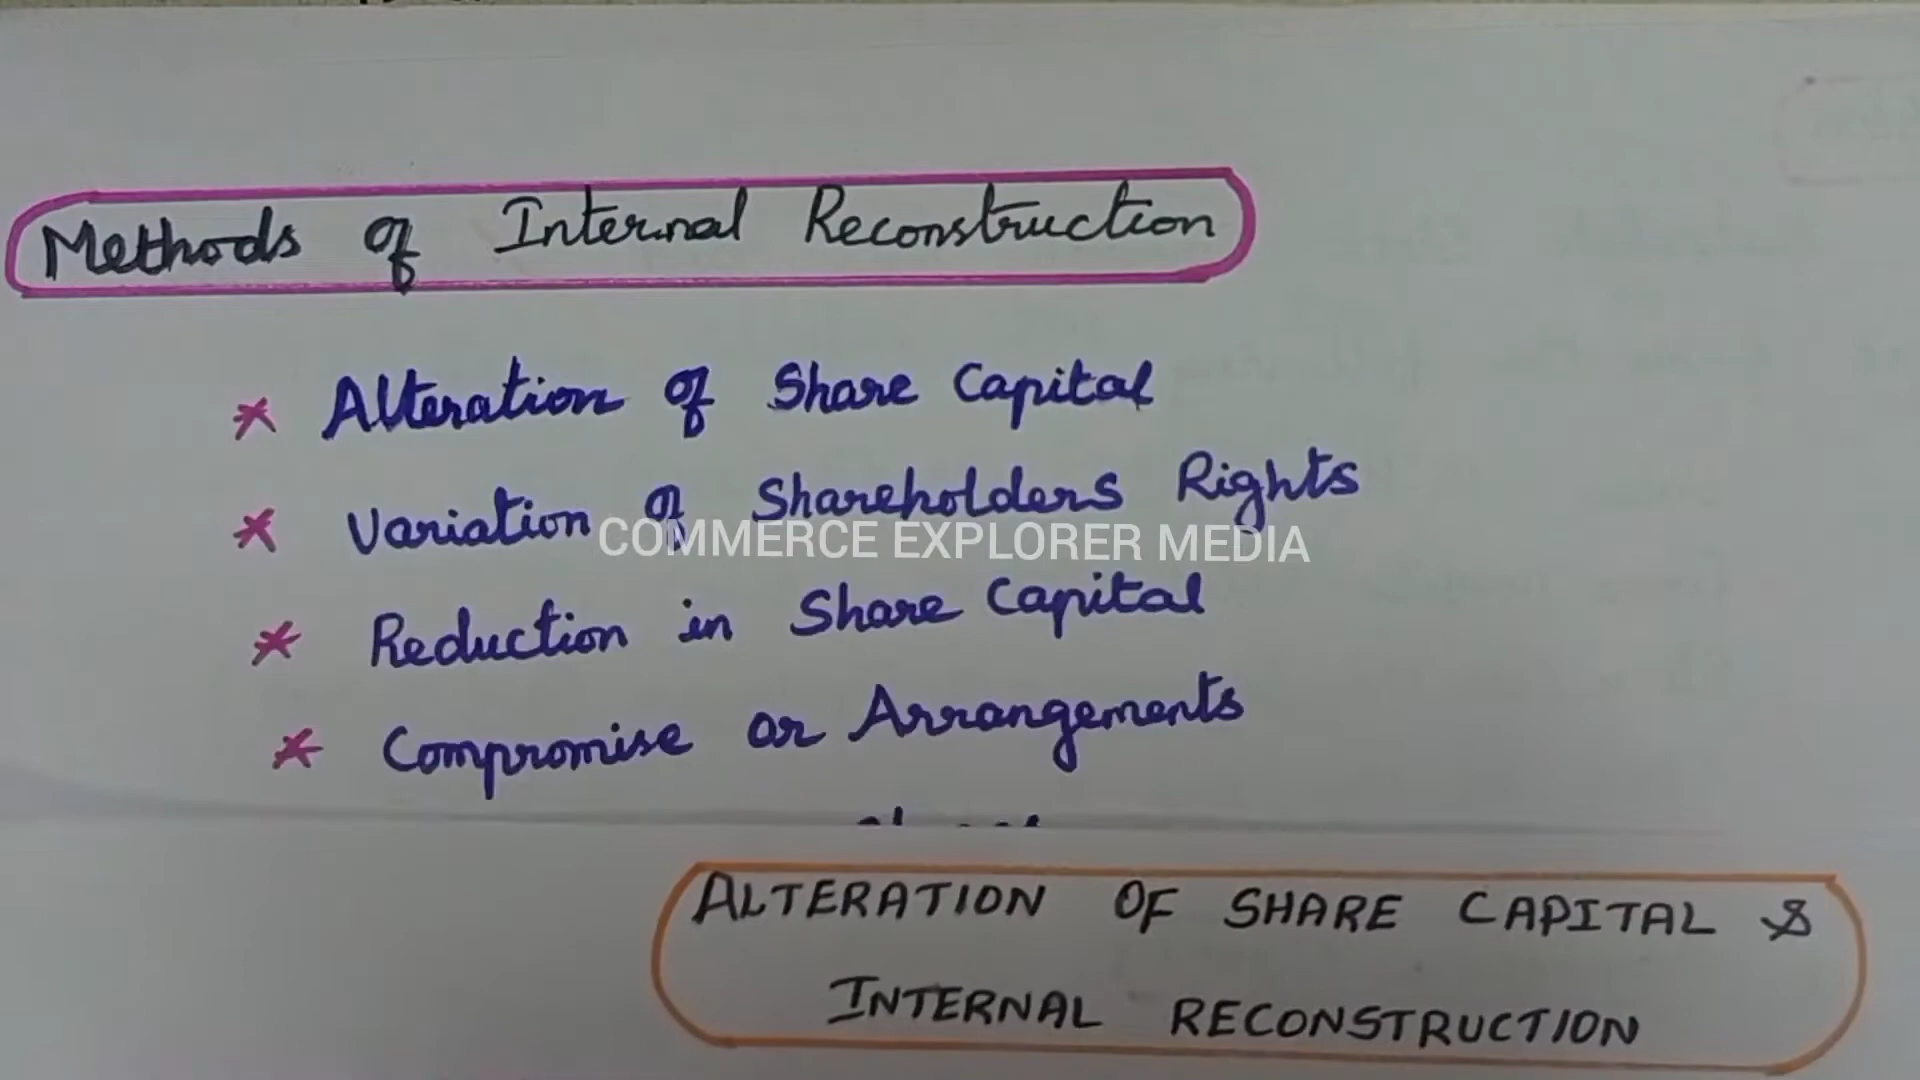 Methods of Internal Reconstruction
* Alteration of Share Capital
* Variation of Shareholders Rights
COMMERCE EXPLORER MEDIA
* Reduction in Share Capital
* Compromise or Arrangements
ALTERATION OF SHARE CAPITAL &
INTERNAL RECONSTRUCTION